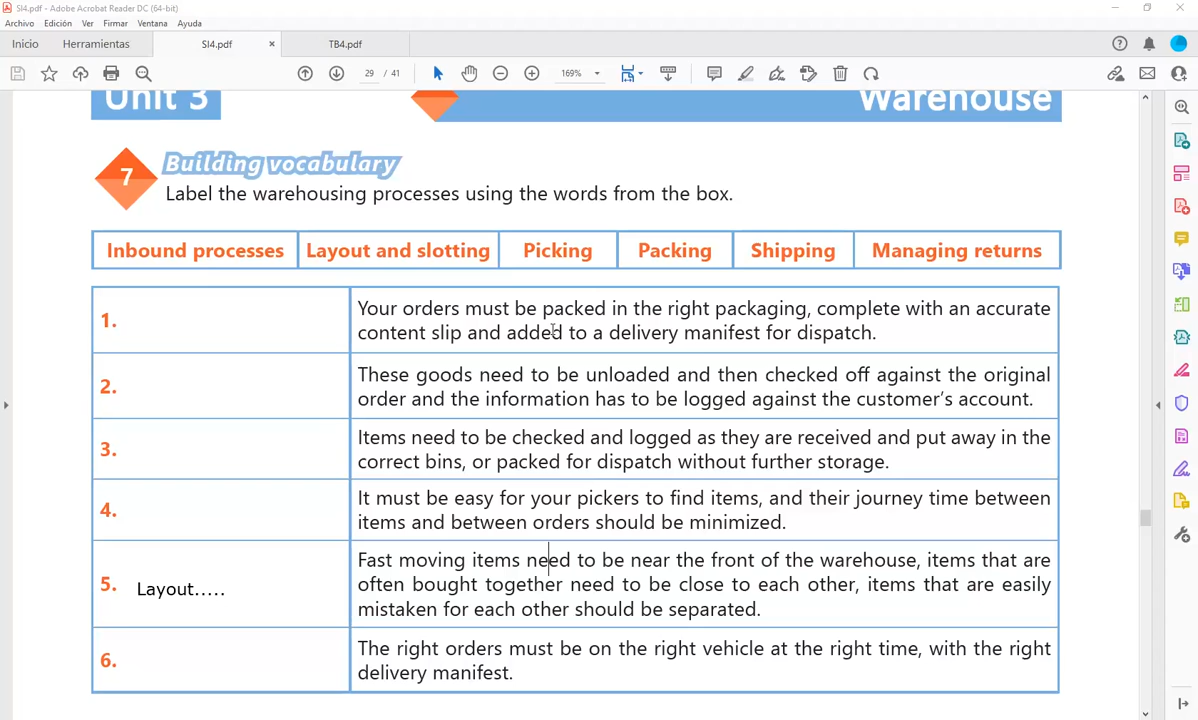 SI4.pdf - Adobe Acrobat Reader DC (64-bit)
Archivo Edición Ver Firmar Ventana Ayuda
Inicio Herramientas SI4.pdf × TB4.pdf
29 / 41 169%
Unit 3 Warehouse
7 Building vocabulary
Label the warehousing processes using the words from the box.
Inbound processes Layout and slotting Picking Packing Shipping Managing returns
1. Your orders must be packed in the right packaging, complete with an accurate
content slip and added to a delivery manifest for dispatch.
2. These goods need to be unloaded and then checked off against the original
order and the information has to be logged against the customer's account.
3. Items need to be checked and logged as they are received and put away in the
correct bins, or packed for dispatch without further storage.
4. It must be easy for your pickers to find items, and their journey time between
items and between orders should be minimized.
5. Layout..... Fast moving items need to be near the front of the warehouse, items that are
often bought together need to be close to each other, items that are easily
mistaken for each other should be separated.
6. The right orders must be on the right vehicle at the right time, with the right
delivery manifest.